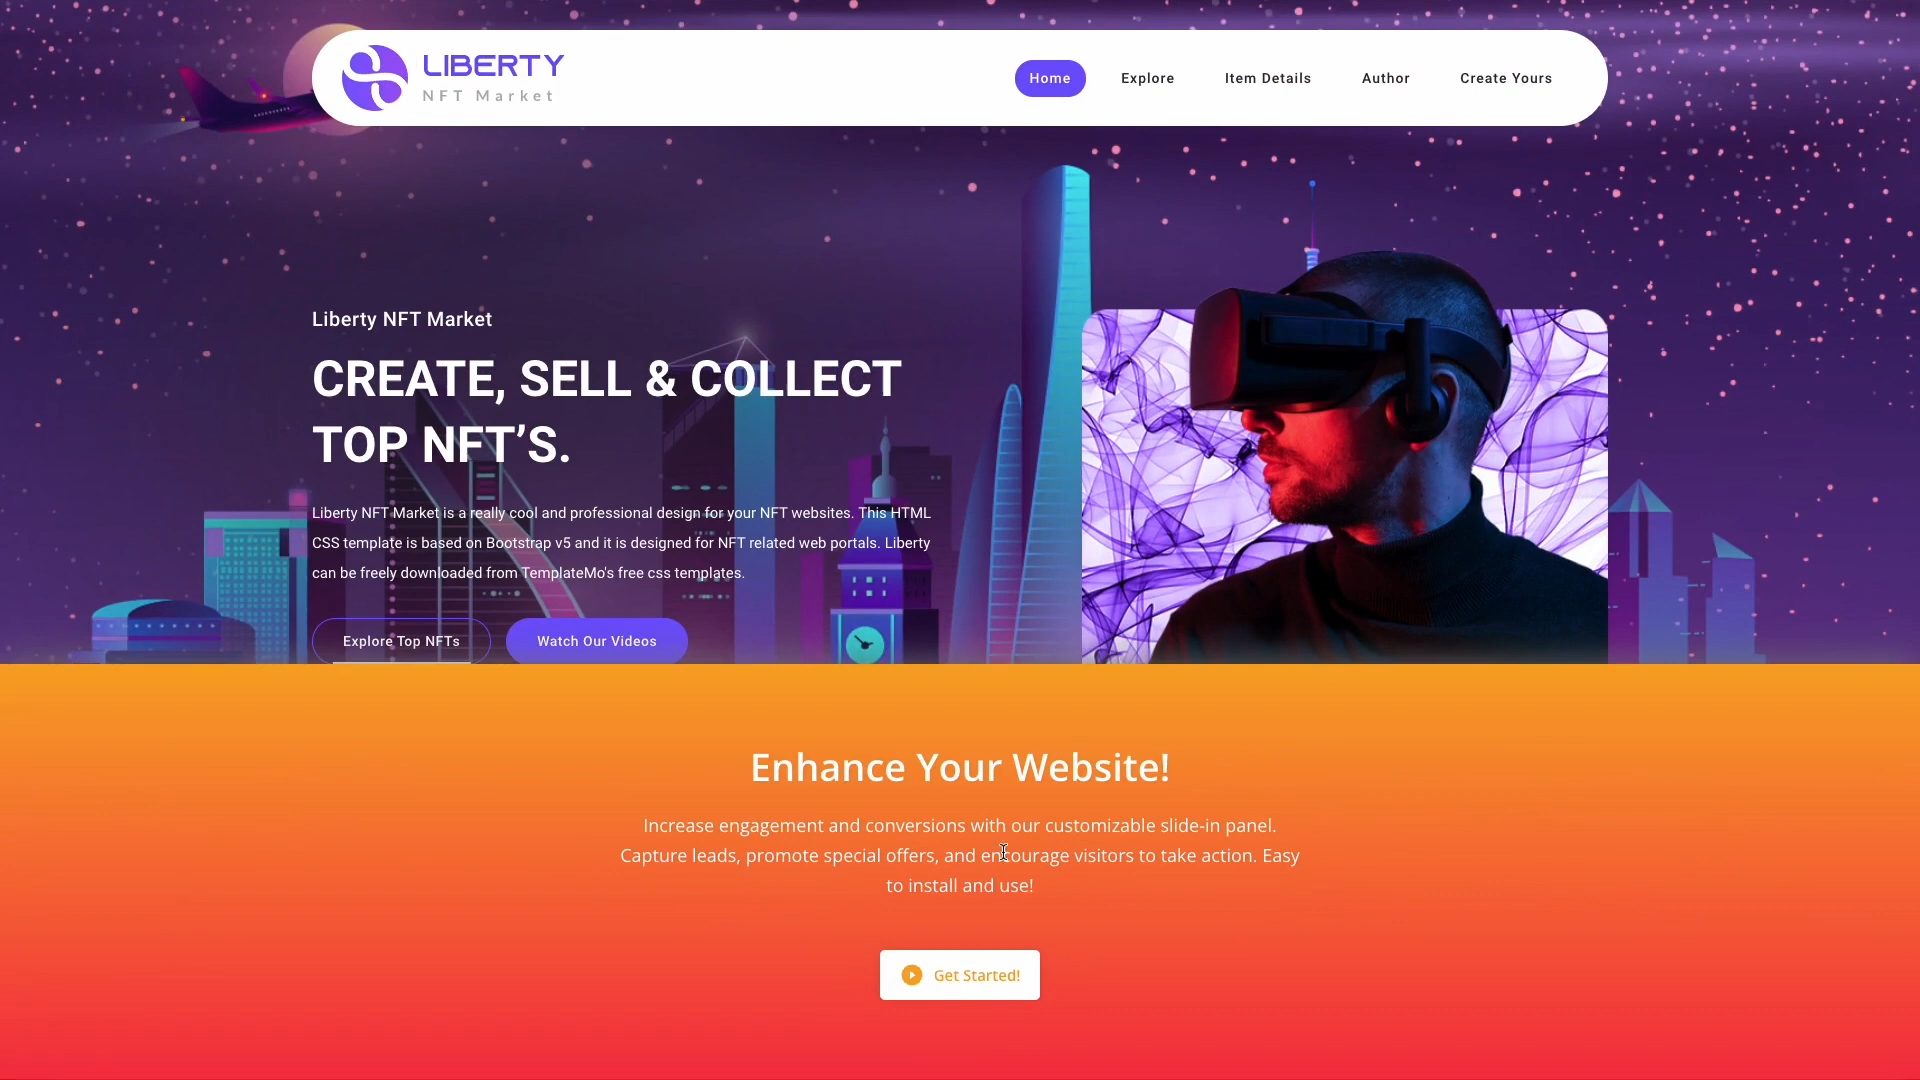 LIBERTY
NFT Market
Home
Explore
Item Details
Author
Create Yours
Liberty NFT Market
CREATE, SELL & COLLECT
TOP NFT’S.
Liberty NFT Market is a really cool and professional design for your NFT websites. This HTML
CSS template is based on Bootstrap v5 and it is designed for NFT related web portals. Liberty
can be freely downloaded from TemplateMo's free css templates.
Explore Top NFTs
Watch Our Videos
Enhance Your Website!
Increase engagement and conversions with our customizable slide-in panel.
Capture leads, promote special offers, and encourage visitors to take action. Easy
to install and use!
Get Started!